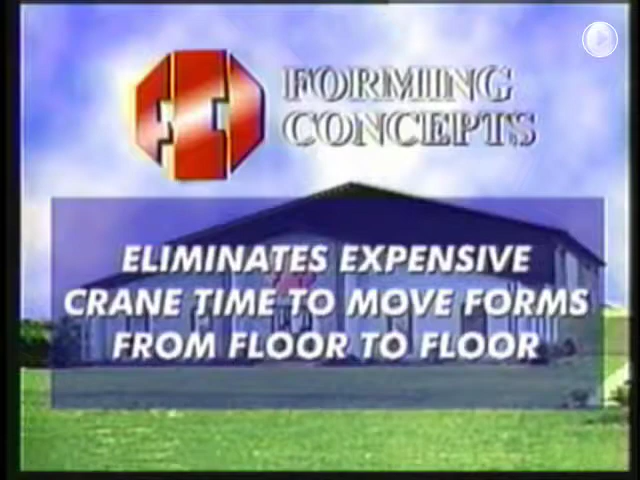 FORMING
CONCEPTS
ELIMINATES EXPENSIVE
CRANE TIME TO MOVE FORMS
FROM FLOOR TO FLOOR